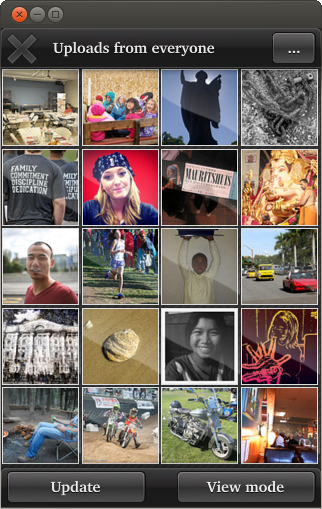 Uploads from everyone
...
FAMILY
COMMITMENT
DISCIPLINE
DEDICATION
MAURITSHUIS
Update
View mode